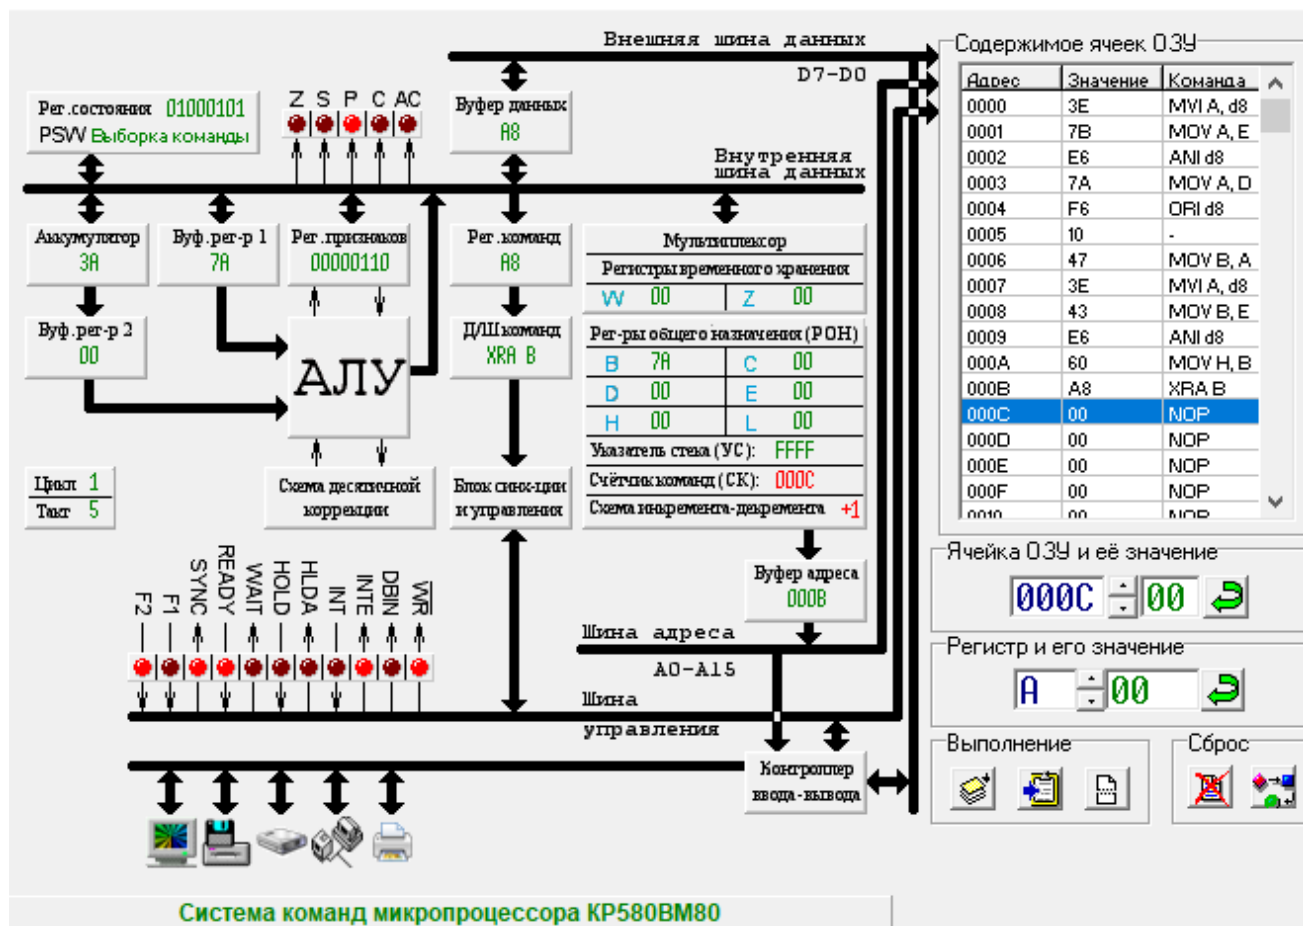 Внешняя шина данных
D7-D0
Рег.состояния 01000101
PSW Выборка команды
Z S P C AC
Буфер данных
A8
Внутренняя
шина данных
Аккумулятор
3A
Буф.рег-р 1
7A
Рег.признаков
00000110
Рег.команд
A8
Мультиплексор
Регистры временного хранения
W 00 Z 00
Буф.рег-р 2
00
АЛУ
Д/Ш команд
XRA B
Рег-ры общего назначения (РОН)
B 7A C 00
D 00 E 00
H 00 L 00
Указатель стека (УС): FFFF
Счётчик команд (СК): 000C
Схема инкремента-декремента +1
Цикл 1
Такт 5
Схема десятичной
коррекции
Блок синх-ции
и управления
Буфер адреса
000B
F2 F1 SYNC READY WAIT HOLD HLDA INT INTE DBIN WR
Шина адреса
A0-A15
Шина
управления
Контроллер
ввода-вывода
Система команд микропроцессора КР580ВМ80
Содержимое ячеек ОЗУ
Адрес Значение Команда
0000 3E MVI A, d8
0001 7B MOV A, E
0002 E6 ANI d8
0003 7A MOV A, D
0004 F6 ORI d8
0005 10 -
0006 47 MOV B, A
0007 3E MVI A, d8
0008 43 MOV B, E
0009 E6 ANI d8
000A 60 MOV H, B
000B A8 XRA B
000C 00 NOP
000D 00 NOP
000E 00 NOP
000F 00 NOP
0010 00 NOP
Ячейка ОЗУ и её значение
000C 00
Регистр и его значение
A 00
Выполнение
Сброс